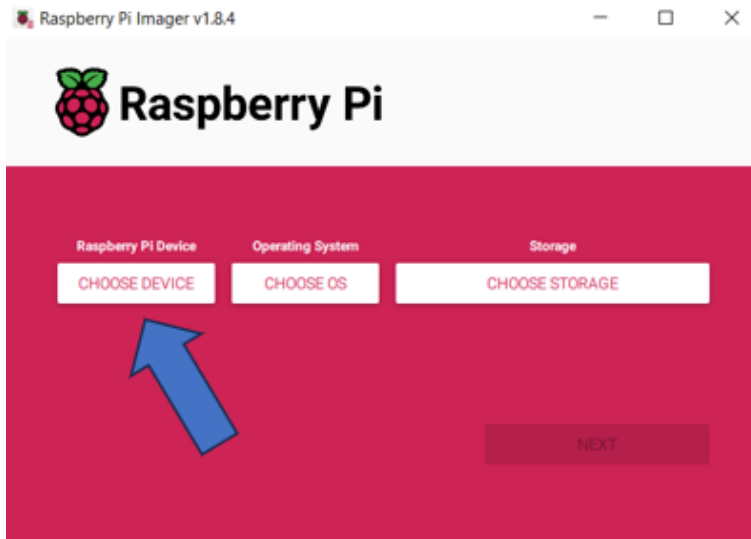 Raspberry Pi Imager v1.8.4
Raspberry Pi
Raspberry Pi Device
Operating System
Storage
CHOOSE DEVICE
CHOOSE OS
CHOOSE STORAGE
NEXT